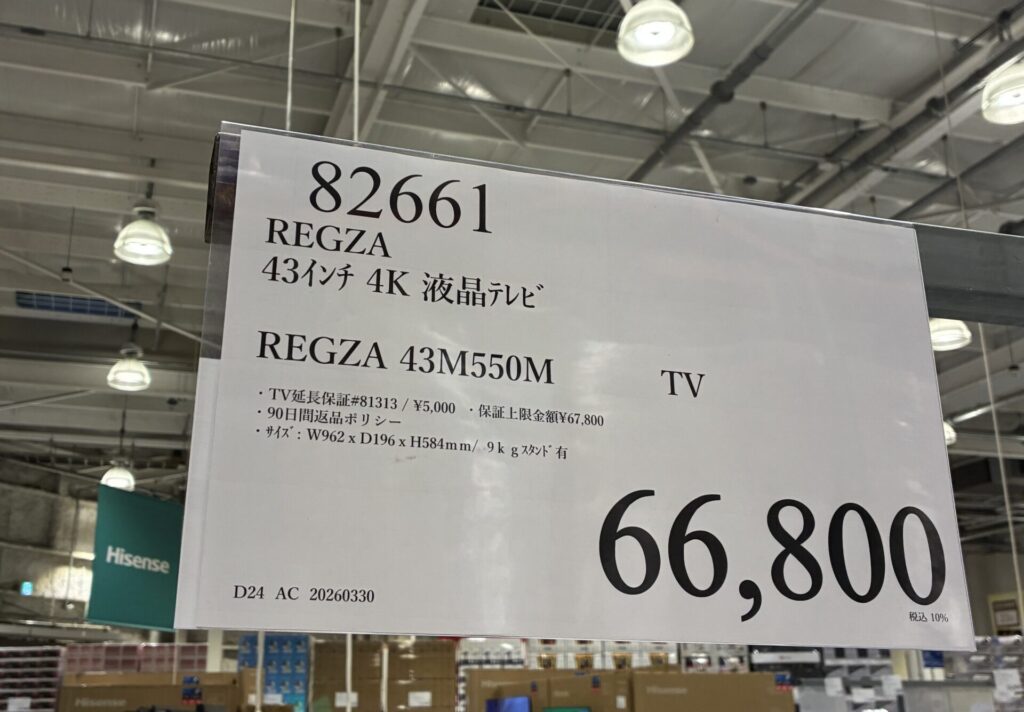 82661
REGZA
43インチ 4K 液晶テレビ
REGZA 43M550M
TV
・TV延長保証#81313 / ¥5,000 ・保証上限金額¥67,800
・90日間返品ポリシー
・サイズ: W962 x D196 x H584mm/ 9kgスタンド有
66,800
税込 10%
D24 AC 20260330
Hisense
Hisense
Hisense